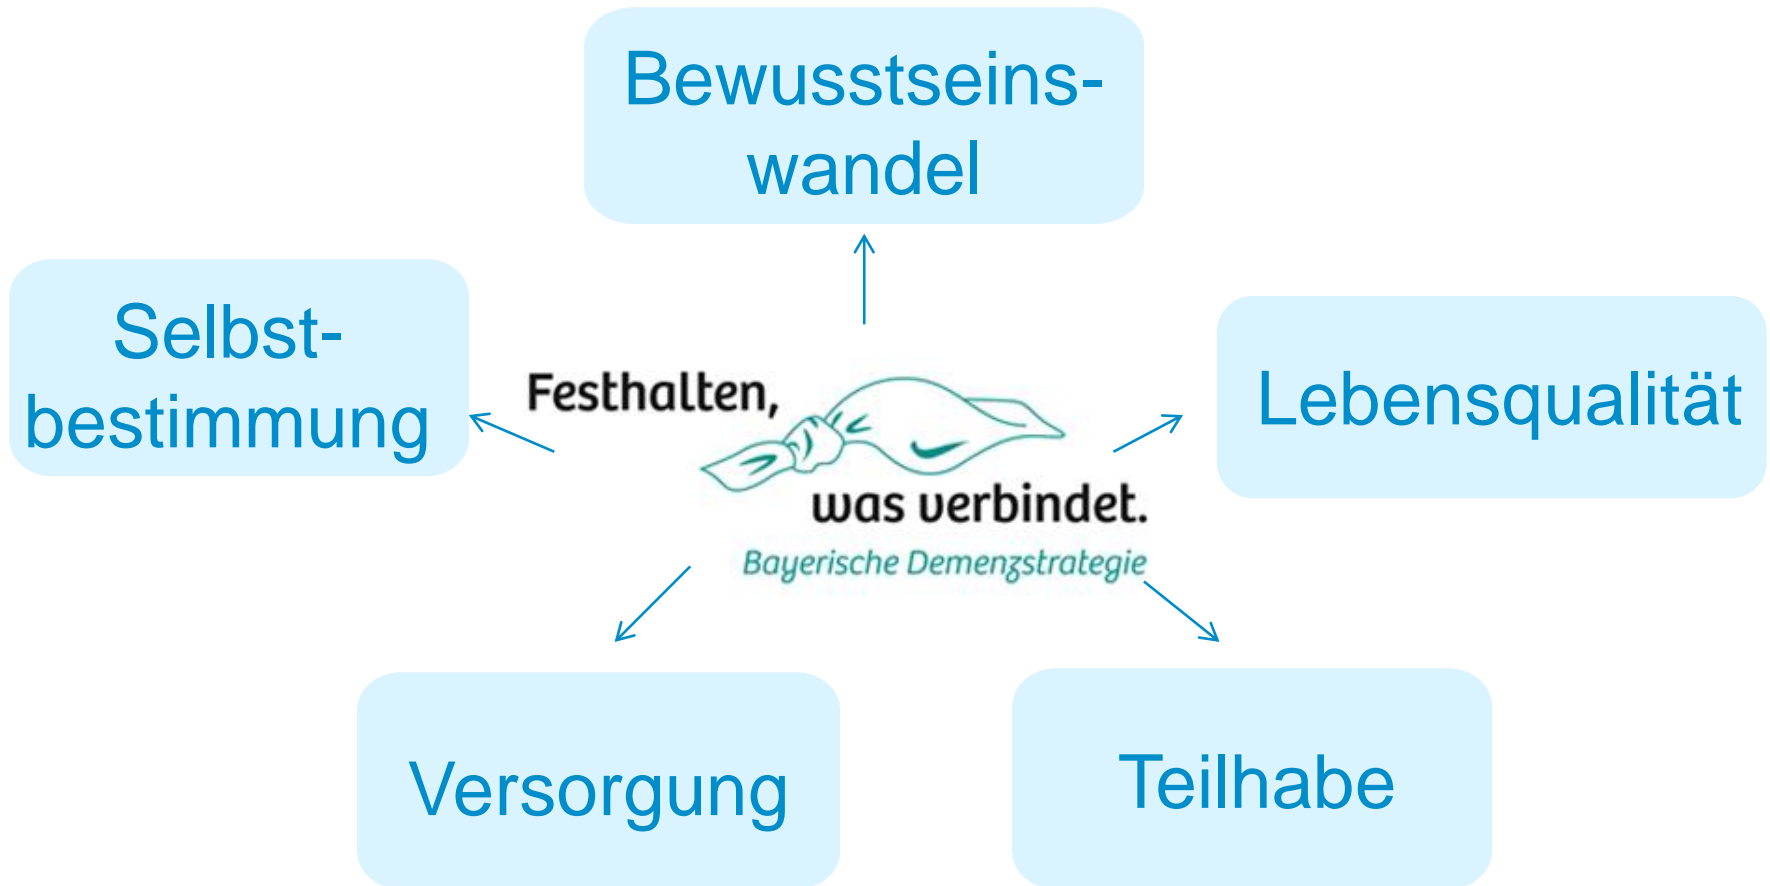 Bewusstseins-
wandel
Selbst-
bestimmung
Festhalten,
was verbindet.
Bayerische Demenzstrategie
Lebensqualität
Versorgung
Teilhabe